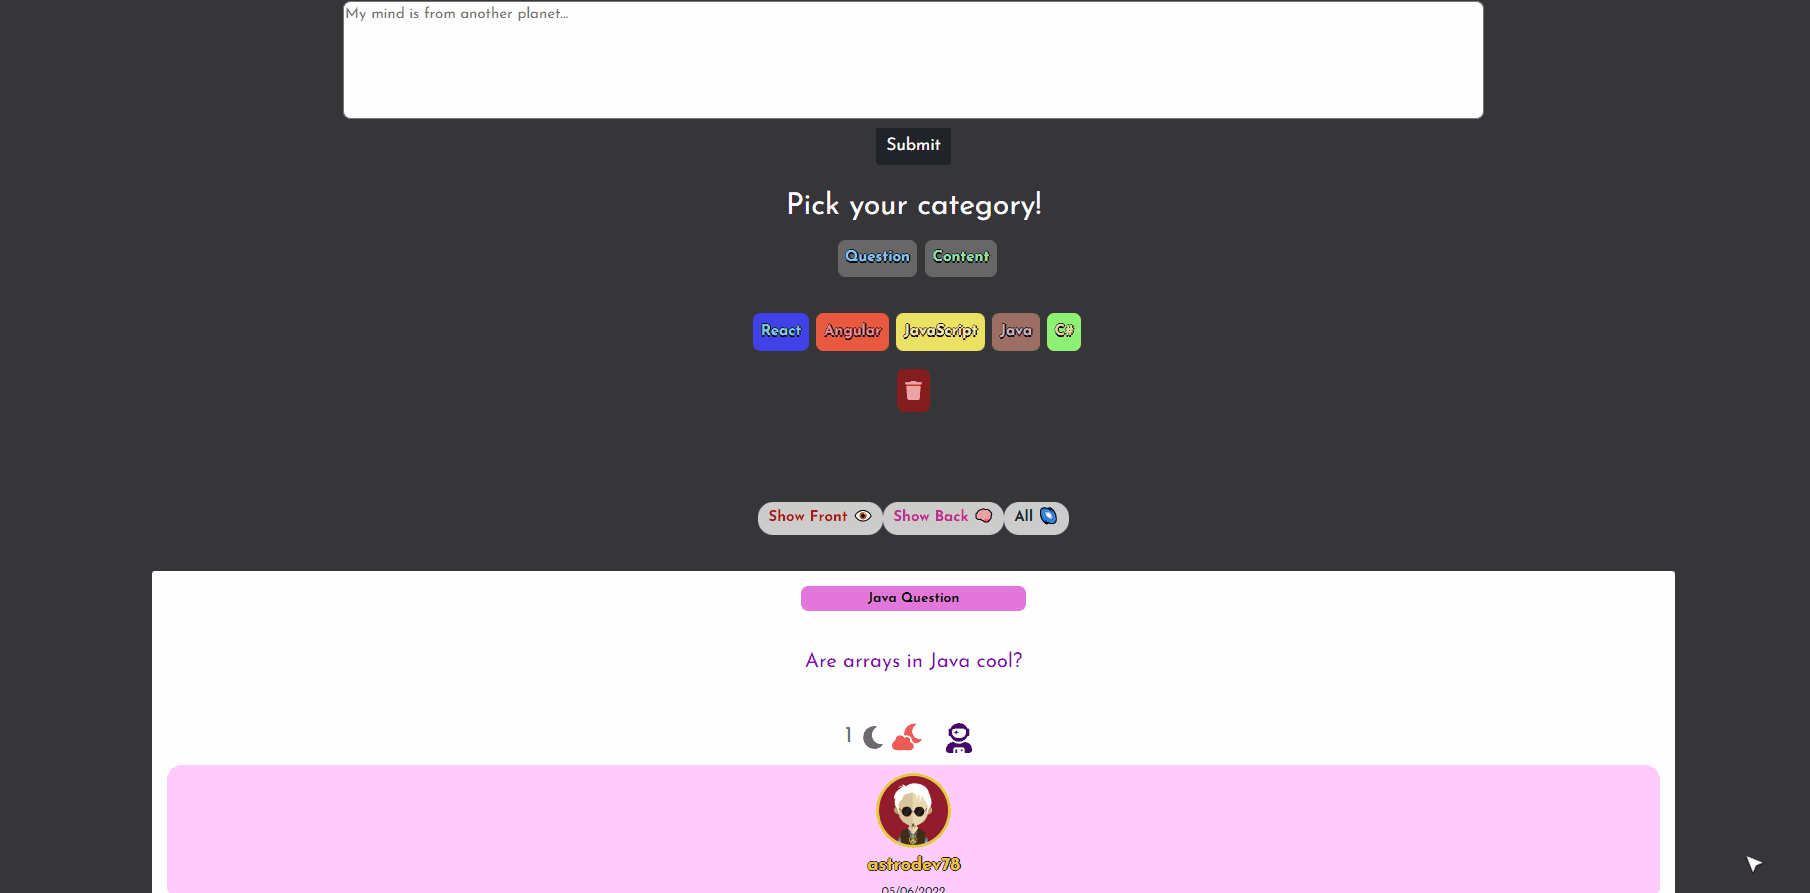 My mind is from another planet...
Submit
Pick your category!
Question Content
React Angular JavaScript Java C#
Show Front Show Back All
Java Question
Are arrays in Java cool?
1
astrodev78
05/06/2022